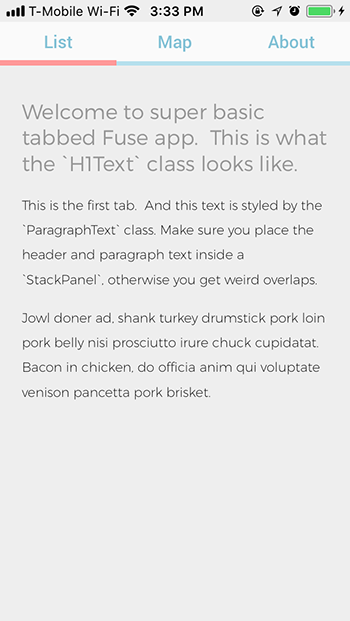 T-Mobile Wi-Fi 3:33 PM
List Map About
Welcome to super basic
tabbed Fuse app.  This is what
the `H1Text` class looks like.
This is the first tab.  And this text is styled by the
`ParagraphText` class. Make sure you place the
header and paragraph text inside a
`StackPanel`, otherwise you get weird overlaps.
Jowl doner ad, shank turkey drumstick pork loin
pork belly nisi prosciutto irure chuck cupidatat.
Bacon in chicken, do officia anim qui voluptate
venison pancetta pork brisket.